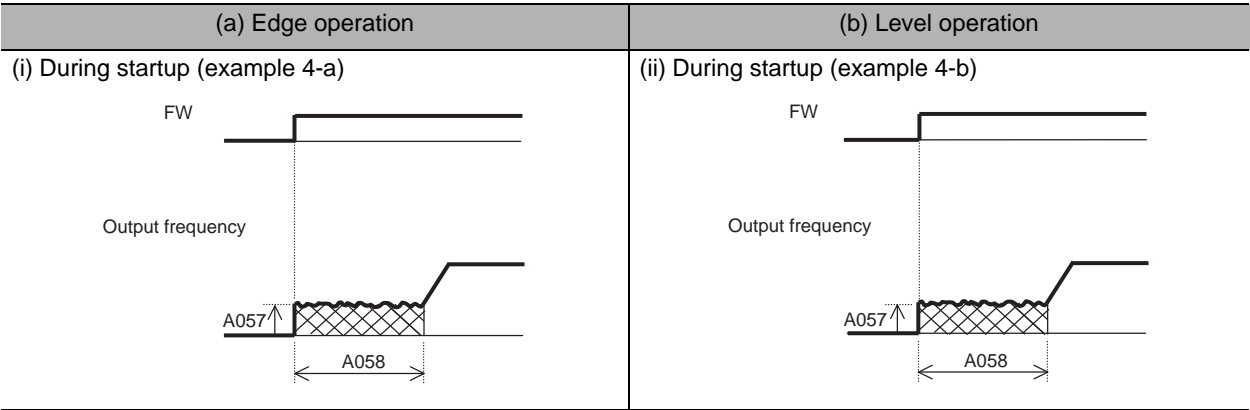 (a) Edge operation
(b) Level operation
(i) During startup (example 4-a)
FW
Output frequency
A057
A058
(ii) During startup (example 4-b)
FW
Output frequency
A057
A058